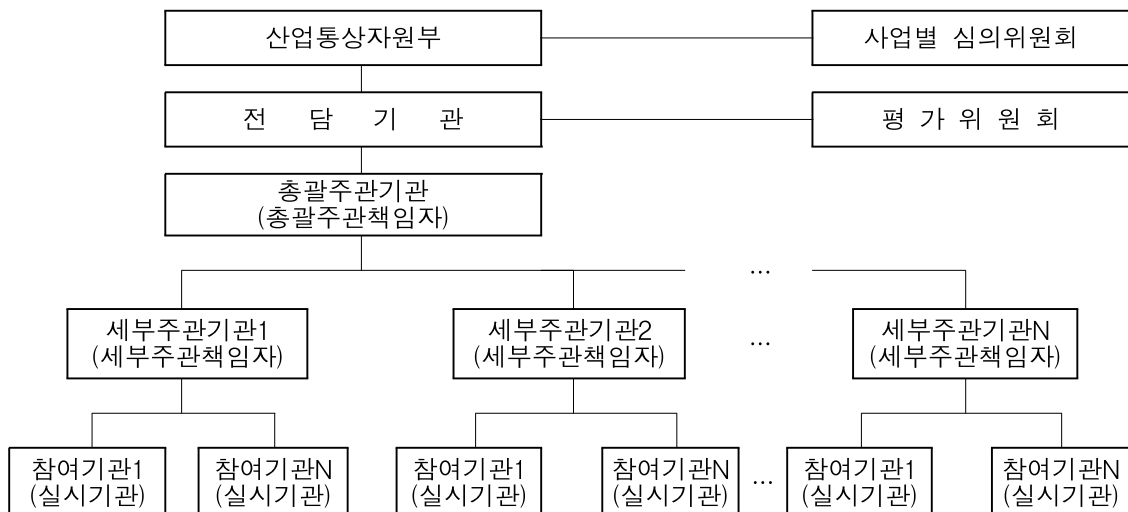 산업통상자원부
사업별 심의위원회
전 담 기 관
평 가 위 원 회
총괄주관기관
(총괄주관책임자)
...
세부주관기관1
(세부주관책임자)
세부주관기관2
(세부주관책임자)
...
세부주관기관N
(세부주관책임자)
참여기관1
(실시기관)
참여기관N
(실시기관)
참여기관1
(실시기관)
참여기관N
(실시기관)
...
참여기관1
(실시기관)
참여기관N
(실시기관)